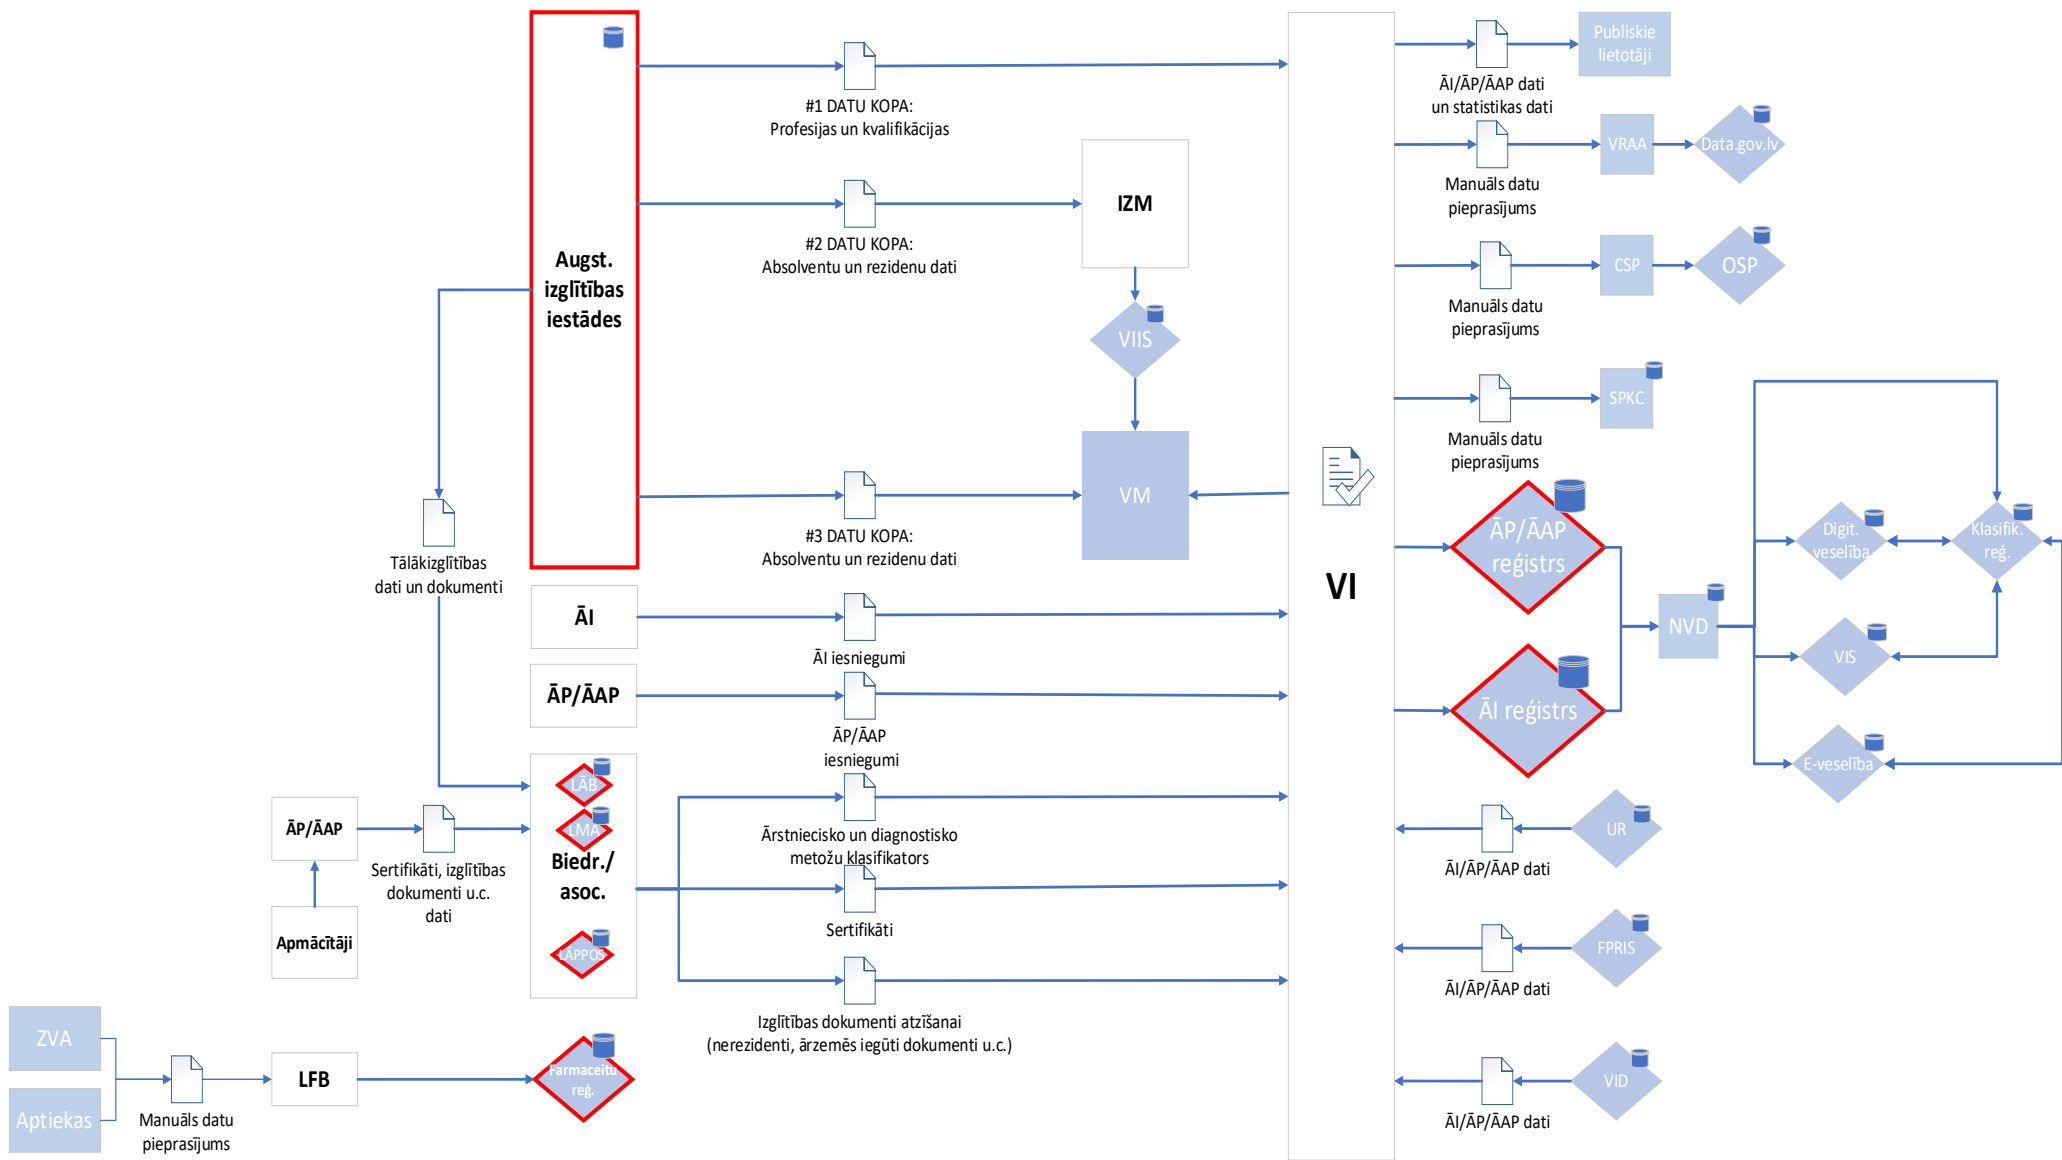 Augst.
izglītības
iestādes
#1 DATU KOPA:
Profesijas un kvalifikācijas
#2 DATU KOPA:
Absolventu un rezidenu dati
IZM
VIIS
VM
#3 DATU KOPA:
Absolventu un rezidenu dati
Tālākizglītības
dati un dokumenti
ĀI
ĀI iesniegumi
ĀP/ĀAP
ĀP/ĀAP
iesniegumi
LĀB
LMA
Biedr./
asoc.
LĀPPOS
Ārstniecisko un diagnostisko
metožu klasifikators
Sertifikāti
Izglītības dokumenti atzīšanai
(nerezidenti, ārzemēs iegūti dokumenti u.c.)
ĀP/ĀAP
Sertifikāti, izglītības
dokumenti u.c.
dati
Apmācītāji
ZVA
Aptiekas
Manuāls datu
pieprasījums
LFB
Farmaceitu
reģ.
VI
ĀI/ĀP/ĀAP dati
un statistikas dati
Publiskie
lietotāji
Manuāls datu
pieprasījums
VRAA
Data.gov.lv
Manuāls datu
pieprasījums
CSP
OSP
Manuāls datu
pieprasījums
SPKC
ĀP/ĀAP
reģistrs
ĀI reģistrs
NVD
Digit.
veselība
Klasifik.
reģ.
VIS
E-veselība
UR
ĀI/ĀP/ĀAP dati
FPRIS
ĀI/ĀP/ĀAP dati
VID
ĀI/ĀP/ĀAP dati